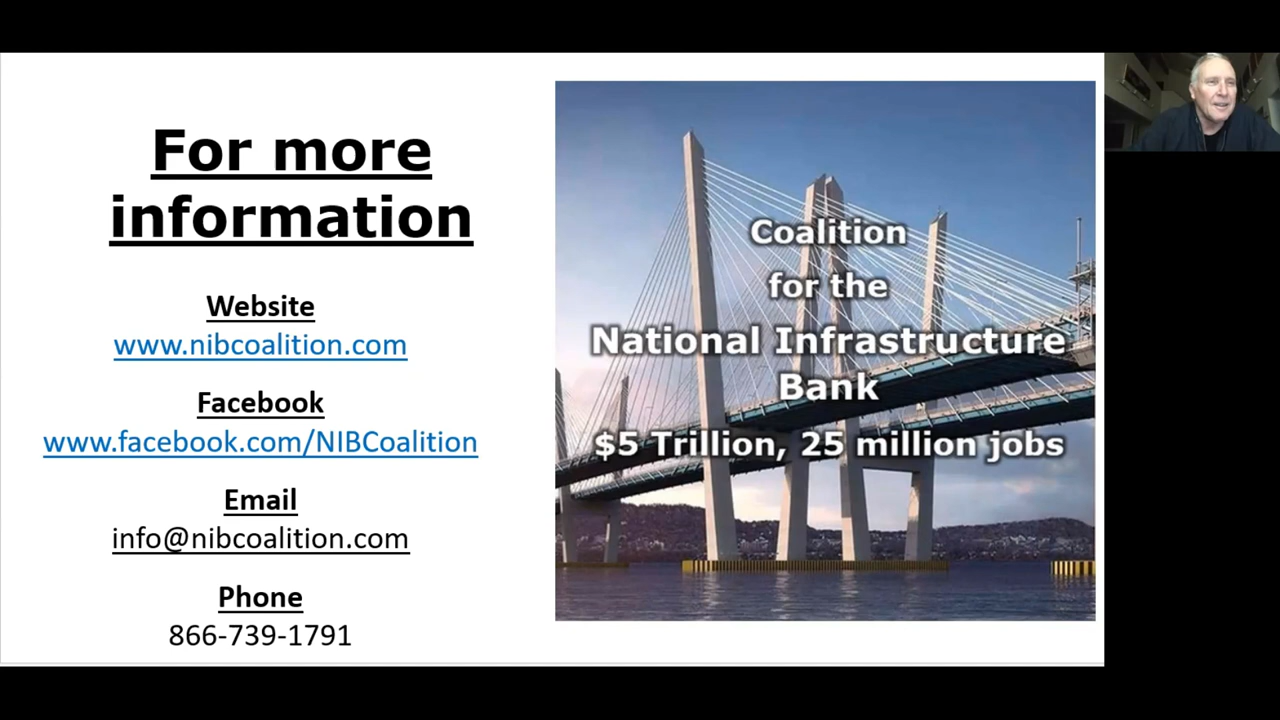 For more
information
Website
www.nibcoalition.com
Facebook
www.facebook.com/NIBCoalition
Email
info@nibcoalition.com
Phone
866-739-1791
Coalition
for the
National Infrastructure
Bank
$5 Trillion, 25 million jobs